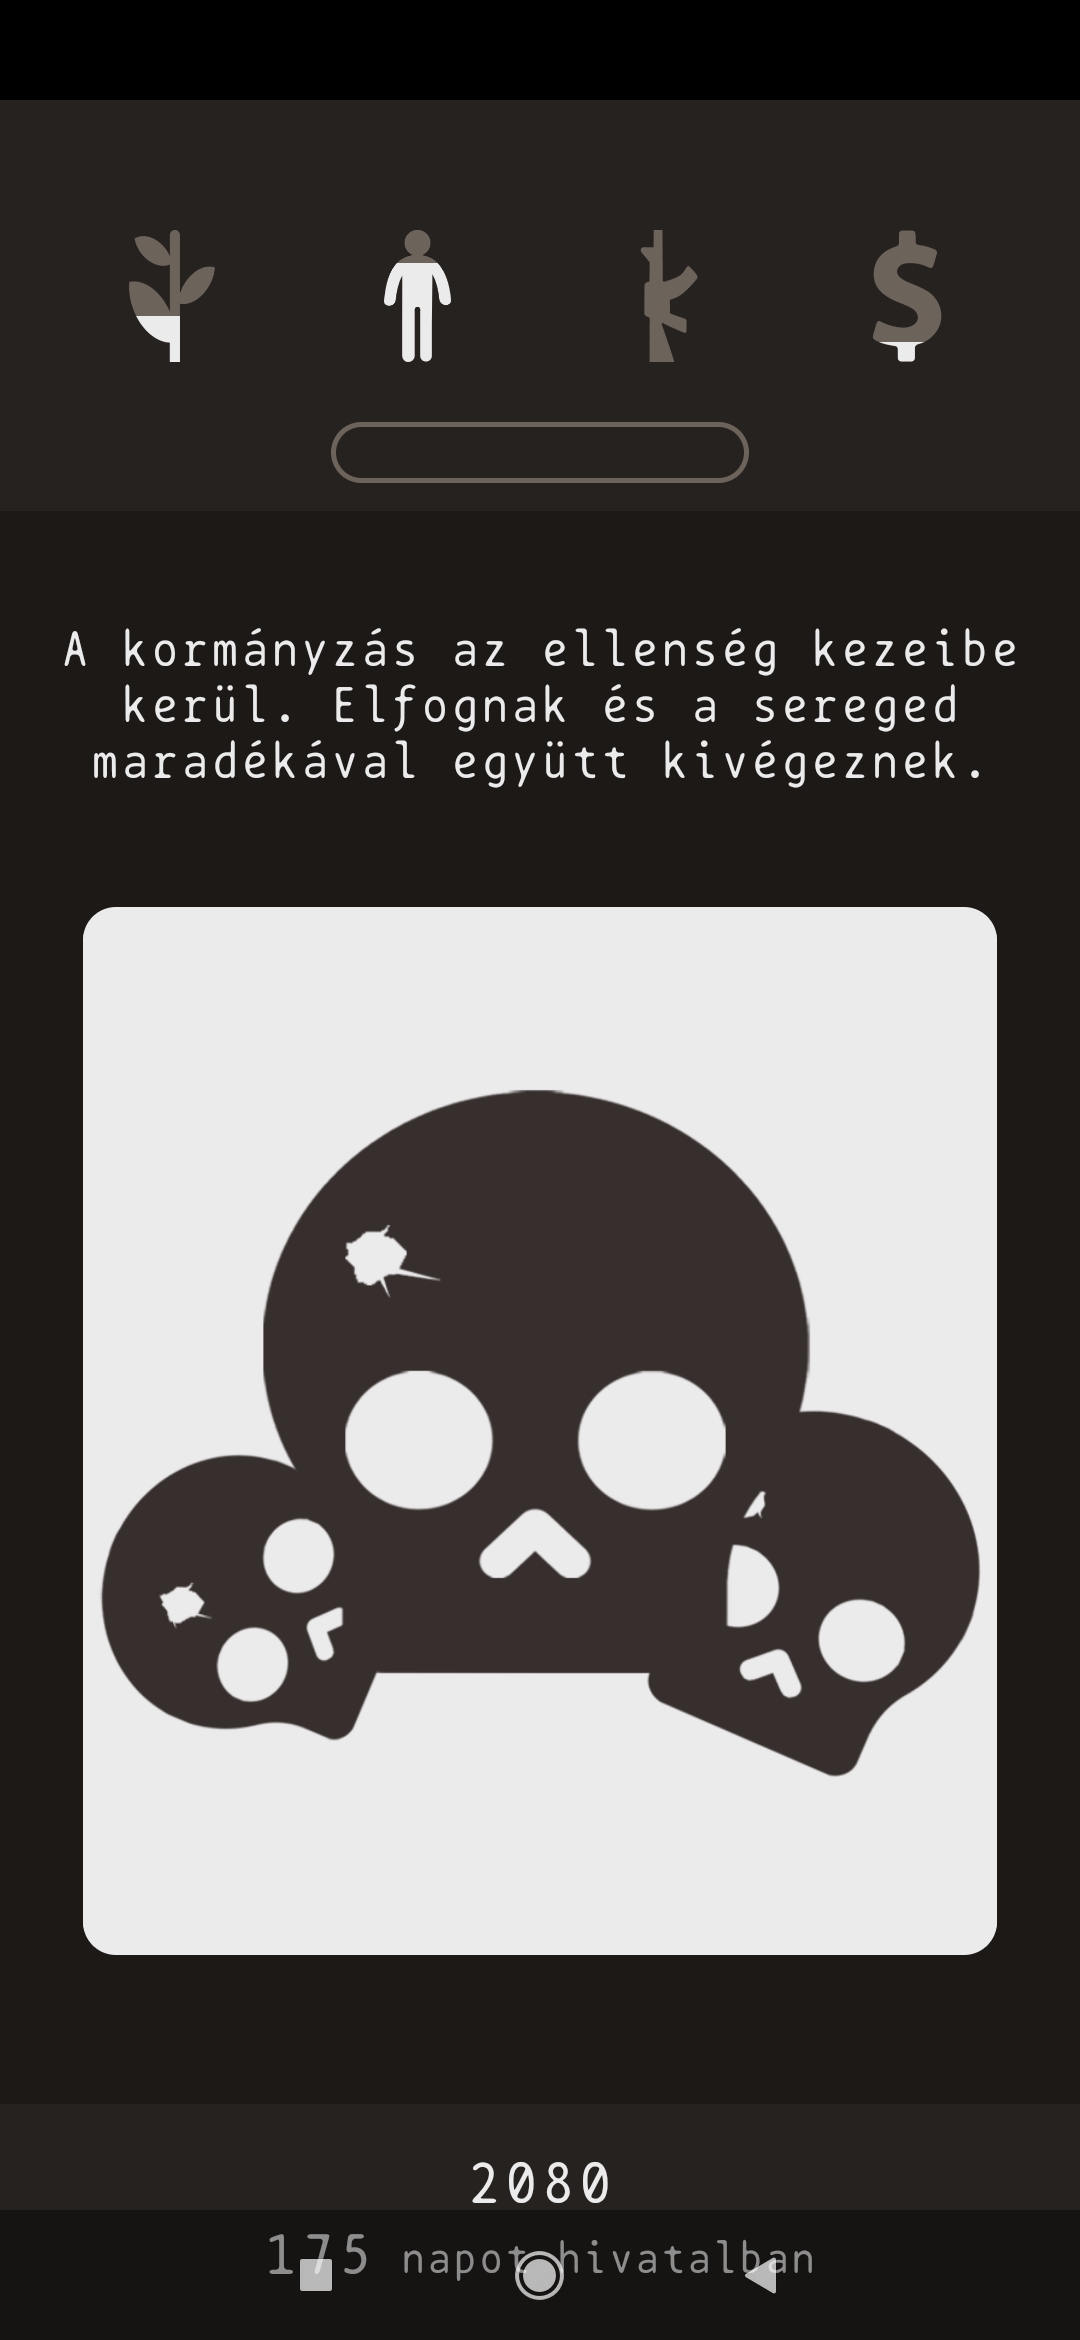 A kormányzás az ellenség kezeibe
kerül. Elfognak és a sereged
maradékával együtt kivégeznek.
2080
175 napot hivatalban